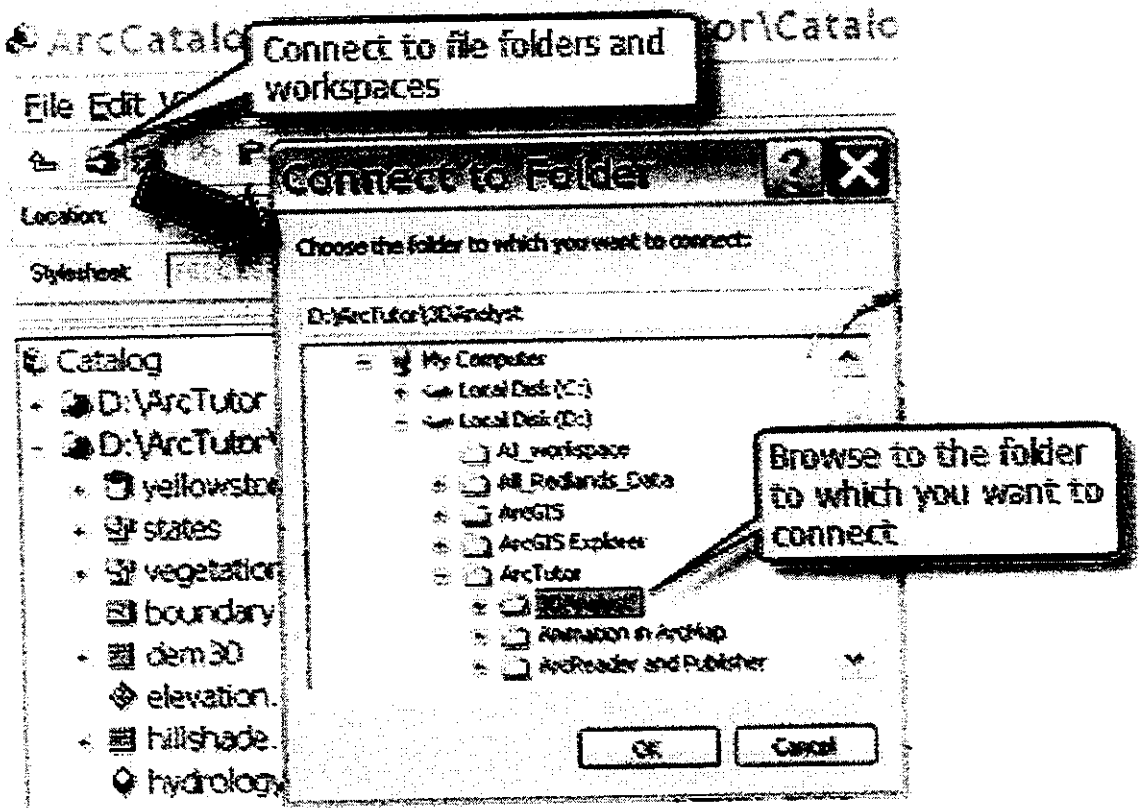 ArcCatalo
or\Catalo
Connect to file folders and
workspaces
File Edit
Connect to Folder
Location:
Choose the folder to which you want to connect:
Stylesheet:
D:\ArcTutor\3DAnalyst
Catalog
D:\ArcTutor
D:\ArcTutor\
yellowsto
states
vegetation
boundary
dem30
elevation.
hillshade.
hydrology
My Computer
Local Disk (C:)
Local Disk (D:)
AI_workspace
All_Redlands_Data
ArcGIS
ArcGIS Explorer
ArcTutor
Animation in ArcMap
ArcReader and Publisher
Browse to the folder
to which you want to
connect
OK
Cancel